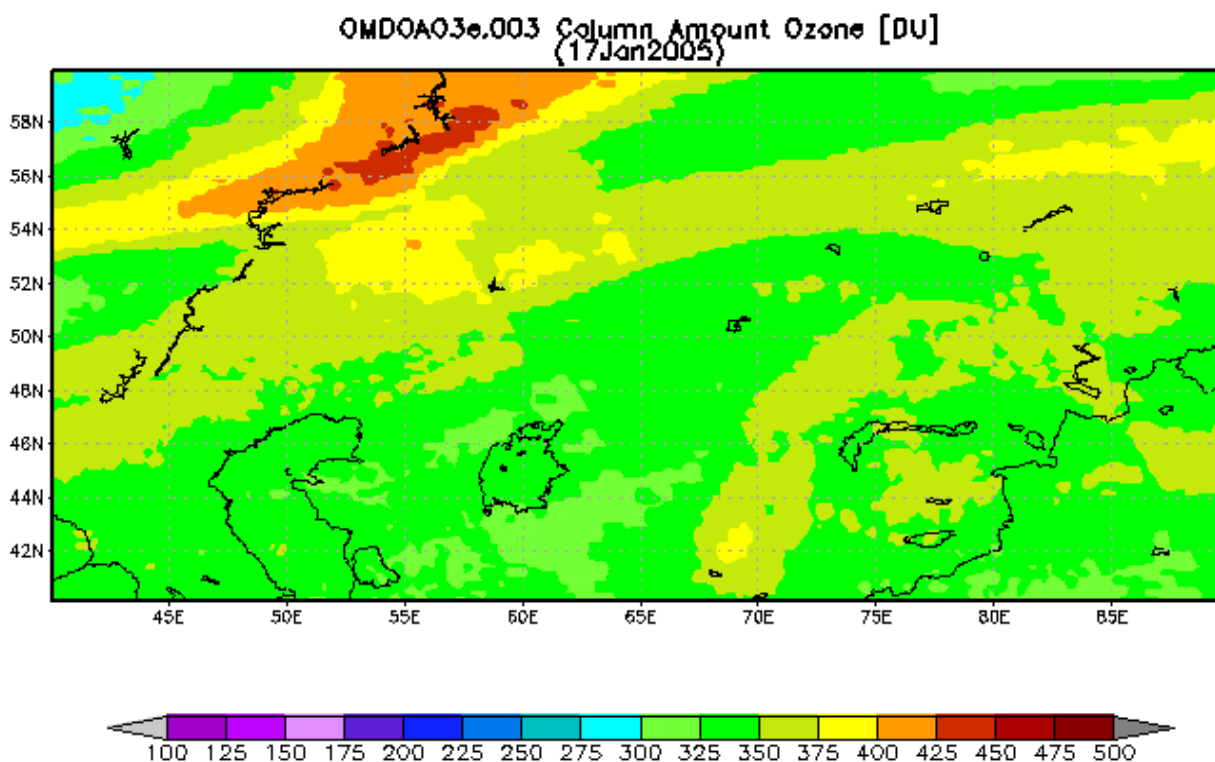 OMDOAO3e.003 Column Amount Ozone [DU]
(17Jan2005)
58N
56N
54N
52N
50N
48N
46N
44N
42N
45E 50E 55E 60E 65E 70E 75E 80E 85E
100 125 150 175 200 225 250 275 300 325 350 375 400 425 450 475 500